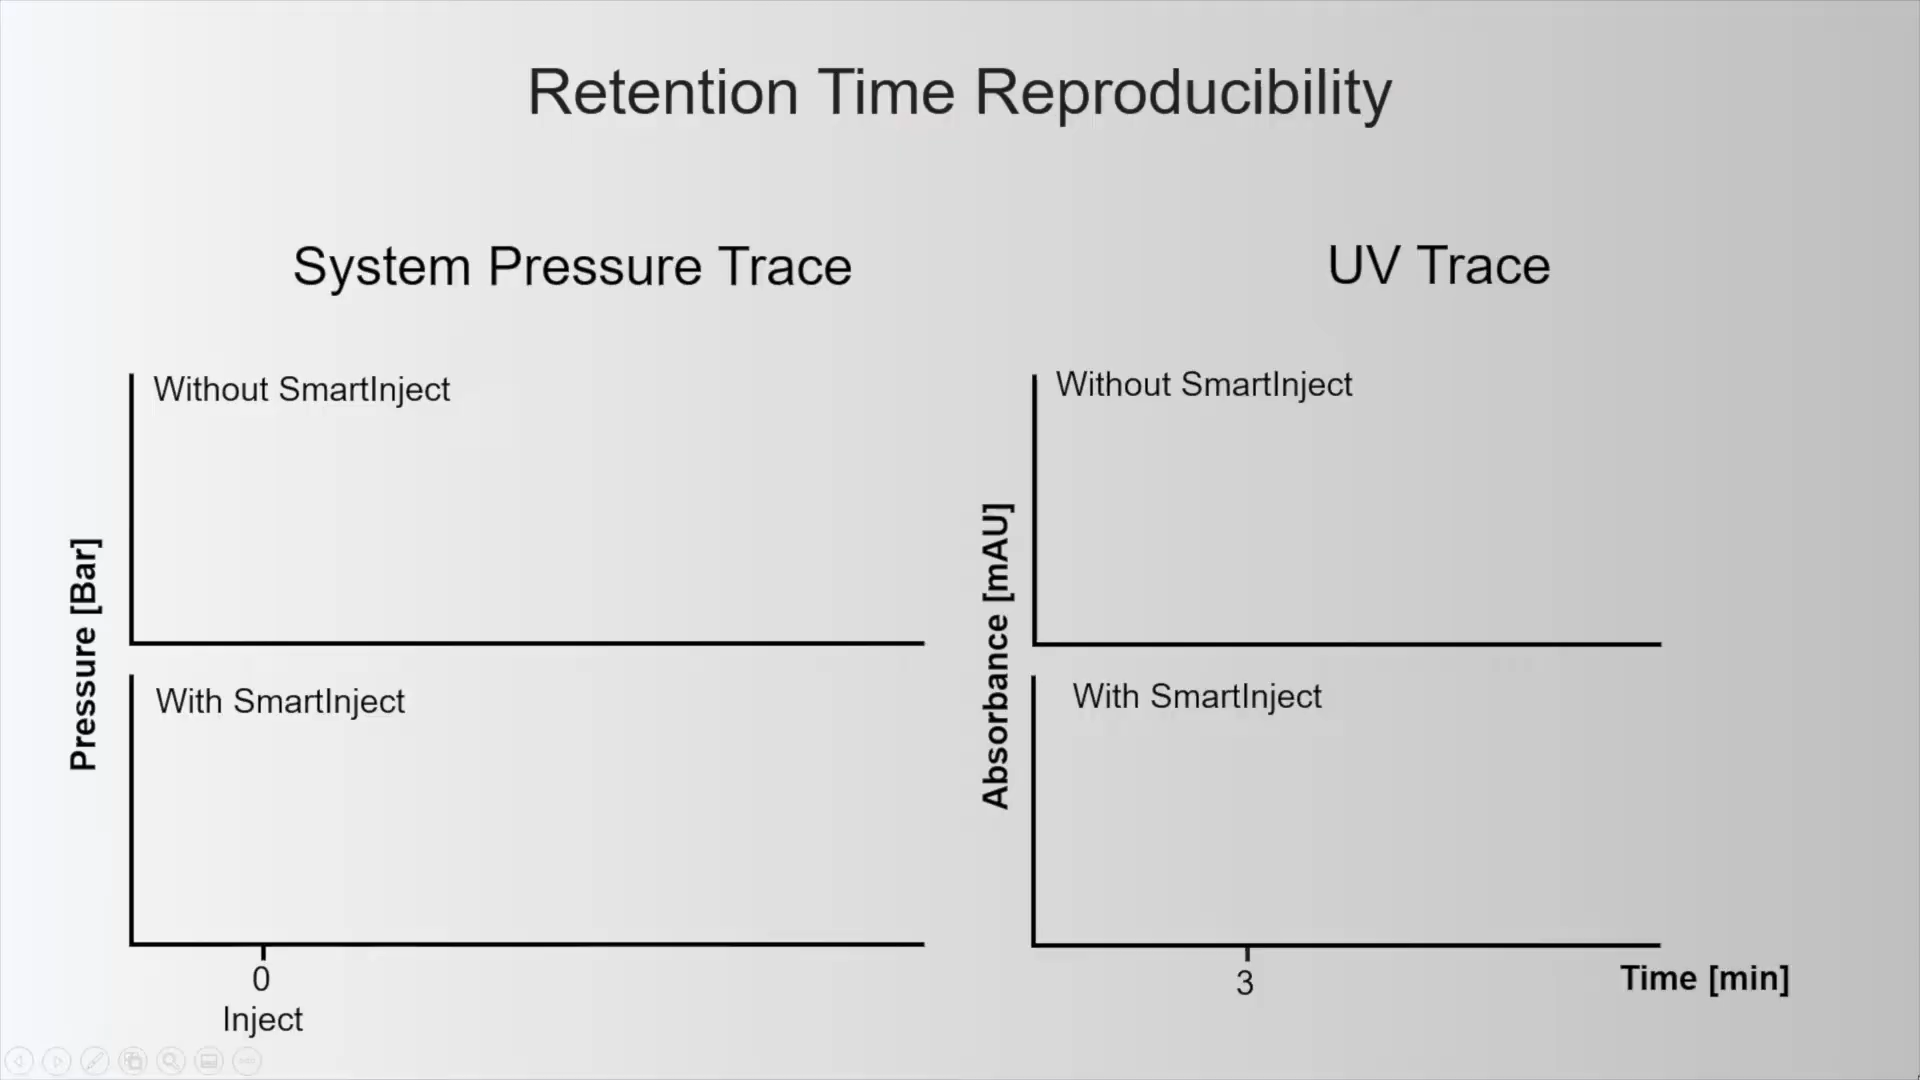 Retention Time Reproducibility
System Pressure Trace
UV Trace
Without SmartInject
Without SmartInject
Pressure [Bar]
Absorbance [mAU]
With SmartInject
With SmartInject
0
Inject
3
Time [min]